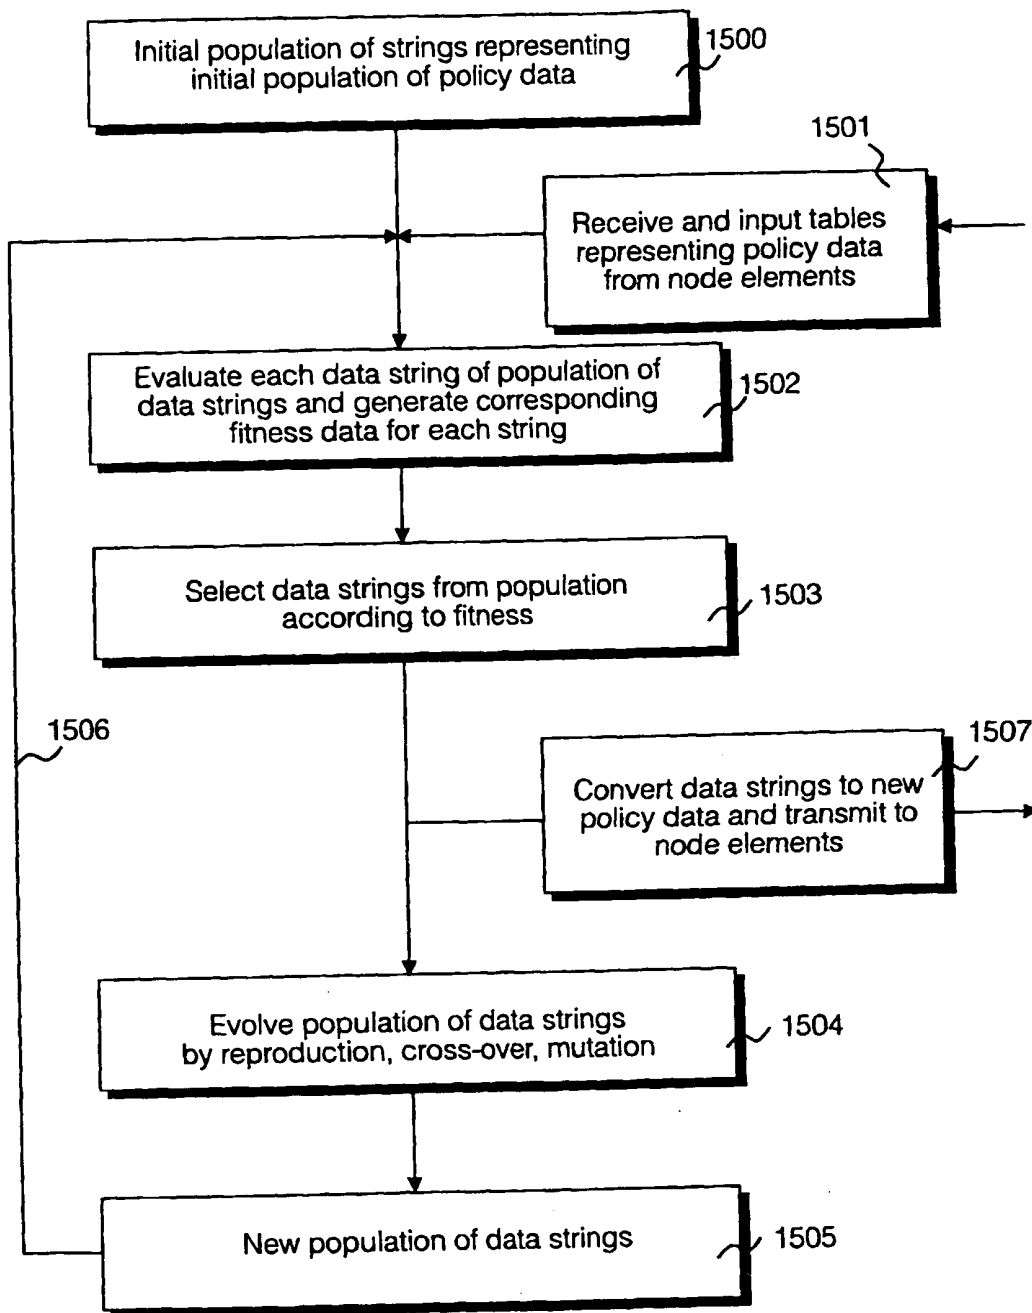 Initial population of strings representing
initial population of policy data
1500
1501
Receive and input tables
representing policy data
from node elements
Evaluate each data string of population of
data strings and generate corresponding
fitness data for each string
1502
Select data strings from population
according to fitness
1503
1506
1507
Convert data strings to new
policy data and transmit to
node elements
Evolve population of data strings
by reproduction, cross-over, mutation
1504
New population of data strings
1505